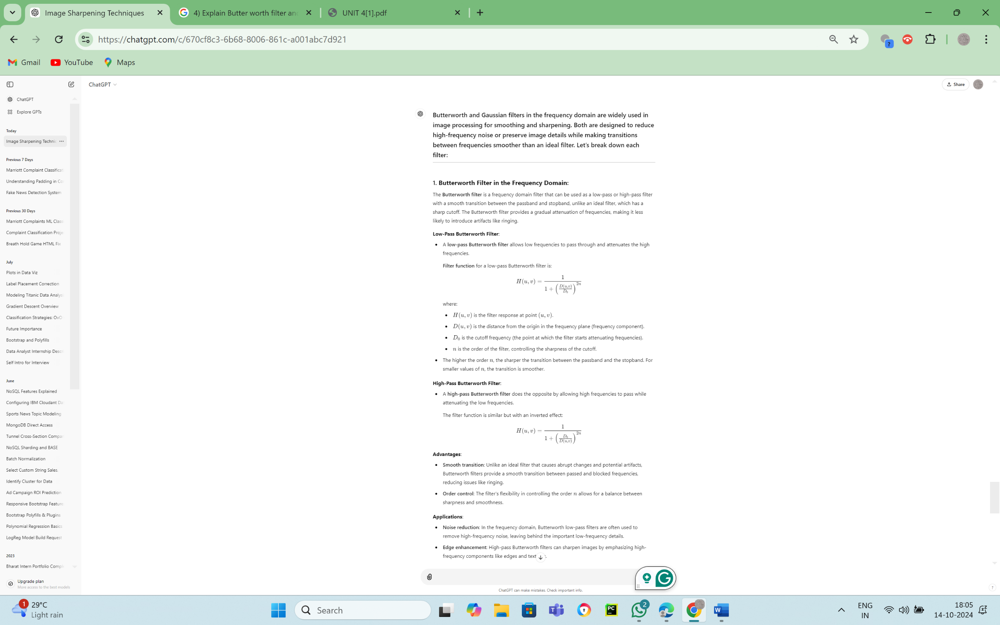 Image Sharpening Techniques
4) Explain Butter worth filter and
UNIT 4[1].pdf
https://chatgpt.com/c/670cf8c3-6b68-8006-861c-a001abc7d921
Gmail
YouTube
Maps
ChatGPT
Share
ChatGPT
Explore GPTs
Today
Image Sharpening Technic
Previous 7 Days
Marriott Complaint Classificat
Understanding Padding in Co
Fake News Detection System
Previous 30 Days
Marriott Complaints ML Class
Complaint Classification Proje
Breath Hold Game HTML Fix
July
Plots in Data Viz
Label Placement Correction
Modeling Titanic Data Analysi
Gradient Descent Overview
Classification Strategies: OvO
Future Importance
Bootstrap and Polyfills
Data Analyst Internship Descr
Self Intro for Interview
June
NoSQL Features Explained
Configuring IBM Cloudant Da
Sports News Topic Modeling
MongoDB Direct Access
Tunnel Cross-Section Compa
NoSQL Sharding and BASE
Batch Normalization
Select Custom String Sales.
Identify Cluster for Data
Ad Campaign ROI Prediction
Responsive Bootstrap Feature
Bootstrap Polyfills & Plugins
Polynomial Regression Basics
LogReg Model Build Request
2023
Bharat Intern Portfolio Compl
Upgrade plan
More access to the best models
Butterworth and Gaussian filters in the frequency domain are widely used in
image processing for smoothing and sharpening. Both are designed to reduce
high-frequency noise or preserve image details while making transitions
between frequencies smoother than an ideal filter. Let's break down each
filter:
1. Butterworth Filter in the Frequency Domain:
The Butterworth filter is a frequency domain filter that can be used as a low-pass or high-pass filter
with a smooth transition between the passband and stopband, unlike an ideal filter, which has a
sharp cutoff. The Butterworth filter provides a gradual attenuation of frequencies, making it less
likely to introduce artifacts like ringing.
Low-Pass Butterworth Filter:
• A low-pass Butterworth filter allows low frequencies to pass through and attenuates the high
frequencies.
Filter function for a low-pass Butterworth filter is:
H(u, v) = 1 / (1 + (D(u,v)/D₀)^2n)
where:
• H(u, v) is the filter response at point (u, v).
• D(u, v) is the distance from the origin in the frequency plane (frequency component).
• D₀ is the cutoff frequency (the point at which the filter starts attenuating frequencies).
• n is the order of the filter, controlling the sharpness of the cutoff.
• The higher the order n, the sharper the transition between the passband and the stopband. For
smaller values of n, the transition is smoother.
High-Pass Butterworth Filter:
• A high-pass Butterworth filter does the opposite by allowing high frequencies to pass while
attenuating the low frequencies.
The filter function is similar but with an inverted effect:
H(u, v) = 1 / (1 + (D₀/D(u,v))^2n)
Advantages:
• Smooth transition: Unlike an ideal filter that causes abrupt changes and potential artifacts,
Butterworth filters provide a smooth transition between passed and blocked frequencies,
reducing issues like ringing.
• Order control: The filter's flexibility in controlling the order n allows for a balance between
sharpness and smoothness.
Applications:
• Noise reduction: In the frequency domain, Butterworth low-pass filters are often used to
remove high-frequency noise, leaving behind the important low-frequency details.
• Edge enhancement: High-pass Butterworth filters can sharpen images by emphasizing high-
frequency components like edges and text
ChatGPT can make mistakes. Check important info.
?
1
29°C
Light rain
Search
2
ENG
IN
18:05
14-10-2024